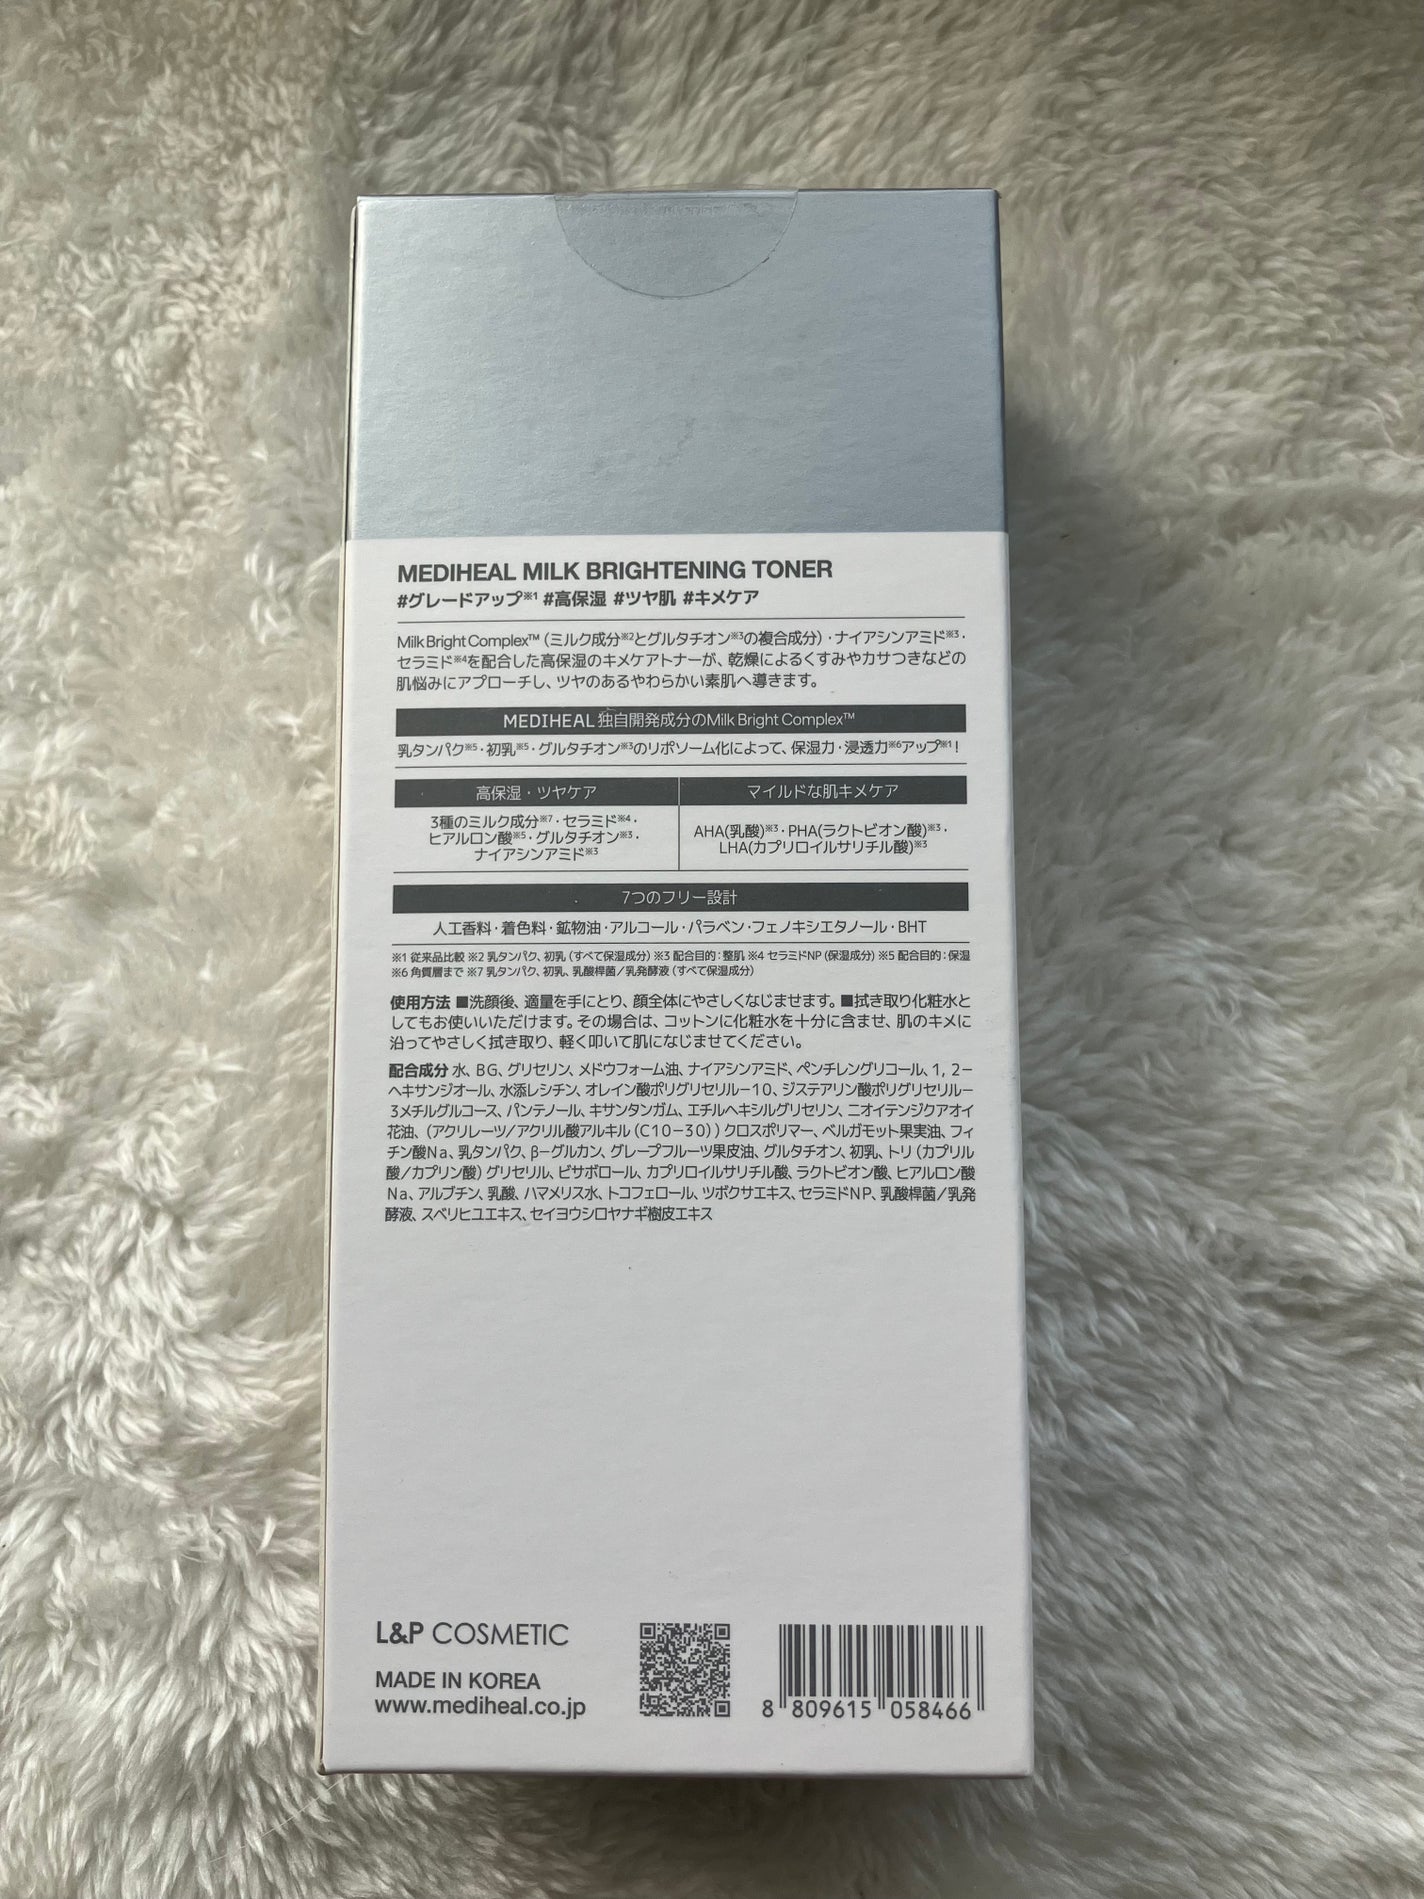 MEDIHEAL MILK BRIGHTENING TONER
#グレードアップ※1 #高保湿 #ツヤ肌 #キメケア
Milk Bright Complex™（ミルク成分※2とグルタチオン※3の複合成分）・ナイアシンアミド※3・
セラミド※4を配合した高保湿のキメケアトナーが、乾燥によるくすみやカサつきなどの
肌悩みにアプローチし、ツヤのあるやわらかい素肌へ導きます。
MEDIHEAL独自開発成分のMilk Bright Complex™
乳タンパク※5・初乳※5・グルタチオン※3のリポソーム化によって、保湿力・浸透力※6アップ※1！
高保湿・ツヤケア
3種のミルク成分※7・セラミド※4・
ヒアルロン酸※5・グルタチオン※3・
ナイアシンアミド※3
マイルドな肌キメケア
AHA(乳酸)※3・PHA(ラクトビオン酸)※3・
LHA(カプリロイルサリチル酸)※3
7つのフリー設計
人工香料・着色料・鉱物油・アルコール・パラベン・フェノキシエタノール・BHT
※1 従来品比較 ※2 乳タンパク、初乳（すべて保湿成分）※3 配合目的：整肌 ※4 セラミドNP（保湿成分）※5 配合目的：保湿
※6 角質層まで ※7 乳タンパク、初乳、乳酸桿菌／乳発酵液（すべて保湿成分）
使用方法 ■洗顔後、適量を手にとり、顔全体にやさしくなじませます。■拭き取り化粧水と
してもお使いいただけます。その場合は、コットンに化粧水を十分に含ませ、肌のキメに
沿ってやさしく拭き取り、軽く叩いて肌になじませてください。
配合成分 水、BG、グリセリン、メドウフォーム油、ナイアシンアミド、ペンチレングリコール、1，2－
ヘキサンジオール、水添レシチン、オレイン酸ポリグリセリル－10、ジステアリン酸ポリグリセリル－
3メチルグルコース、パンテノール、キサンタンガム、エチルヘキシルグリセリン、ニオイテンジクアオイ
花油、（アクリレーツ／アクリル酸アルキル（C10－30））クロスポリマー、ベルガモット果実油、フィ
チン酸Na、乳タンパク、β－グルカン、グレープフルーツ果皮油、グルタチオン、初乳、トリ（カプリル
酸／カプリン酸）グリセリル、ビサボロール、カプリロイルサリチル酸、ラクトビオン酸、ヒアルロン酸
Na、アルブチン、乳酸、ハマメリス水、トコフェロール、ツボクサエキス、セラミドNP、乳酸桿菌／乳発
酵液、スベリヒユエキス、セイヨウシロヤナギ樹皮エキス
L&P COSMETIC
MADE IN KOREA
www.mediheal.co.jp
8 809615 058466